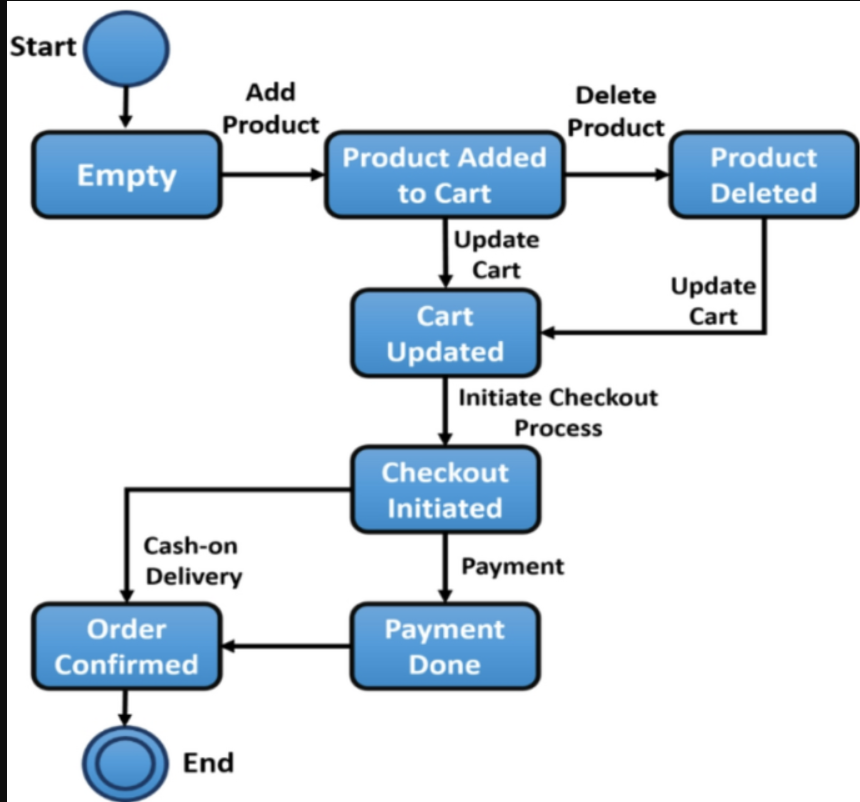 Start
Add
Product
Delete
Product
Empty
Product Added
to Cart
Product
Deleted
Update
Cart
Update
Cart
Cart
Updated
Initiate Checkout
Process
Checkout
Initiated
Cash-on
Delivery
Payment
Order
Confirmed
Payment
Done
End